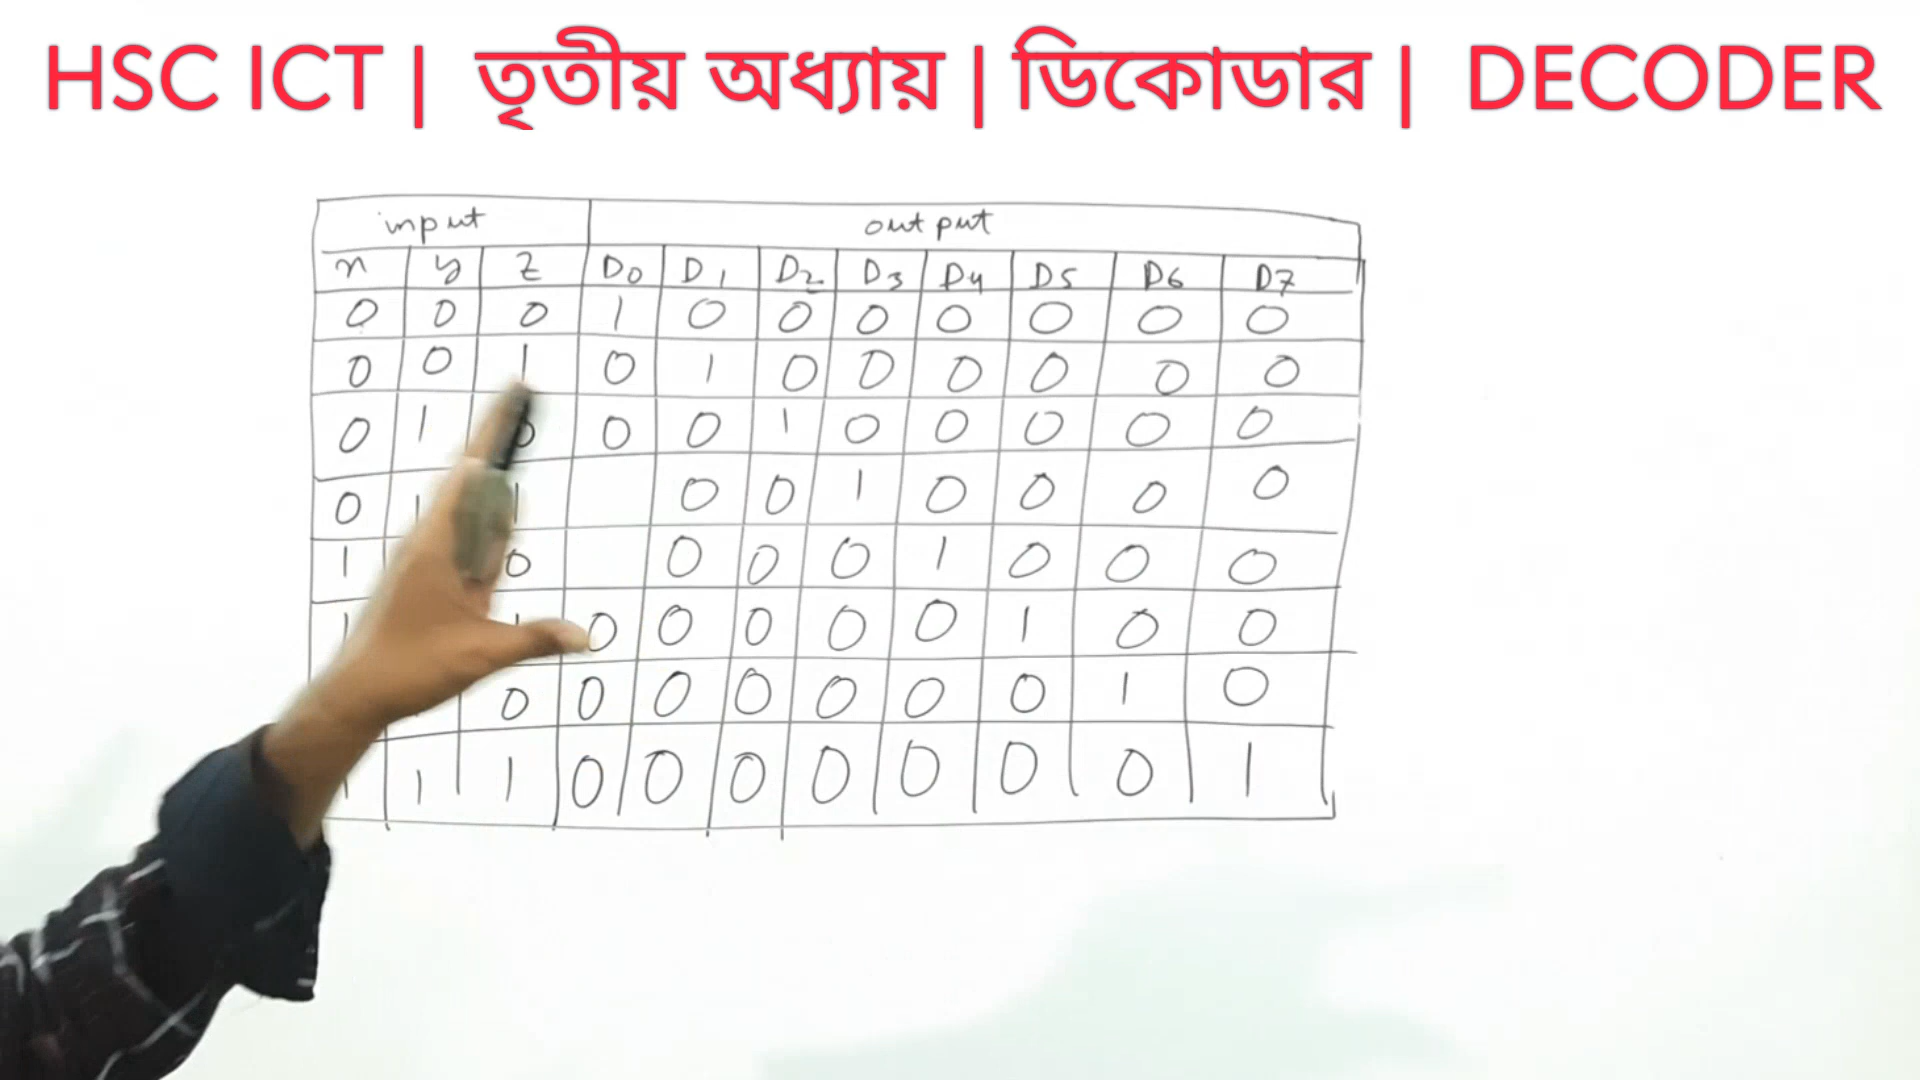 HSC ICT | তৃতীয় অধ্যায় | ডিকোডার | DECODER
input output
x y z D0 D1 D2 D3 D4 D5 D6 D7
0 0 0 1 0 0 0 0 0 0 0
0 0 1 0 1 0 0 0 0 0 0
0 1 0 0 0 1 0 0 0 0 0
0 1 1 0 0 1 0 0 0 0
1 0 0 0 0 1 0 0 0
1 1 0 0 0 0 0 1 0 0
0 0 0 0 0 0 0 1 0
1 1 1 0 0 0 0 0 0 0 1